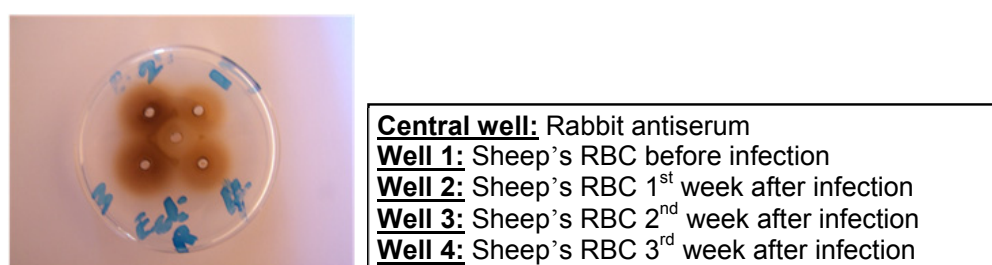 Central well: Rabbit antiserum
Well 1: Sheep’s RBC before infection
Well 2: Sheep’s RBC 1st week after infection
Well 3: Sheep’s RBC 2nd week after infection
Well 4: Sheep’s RBC 3rd week after infection